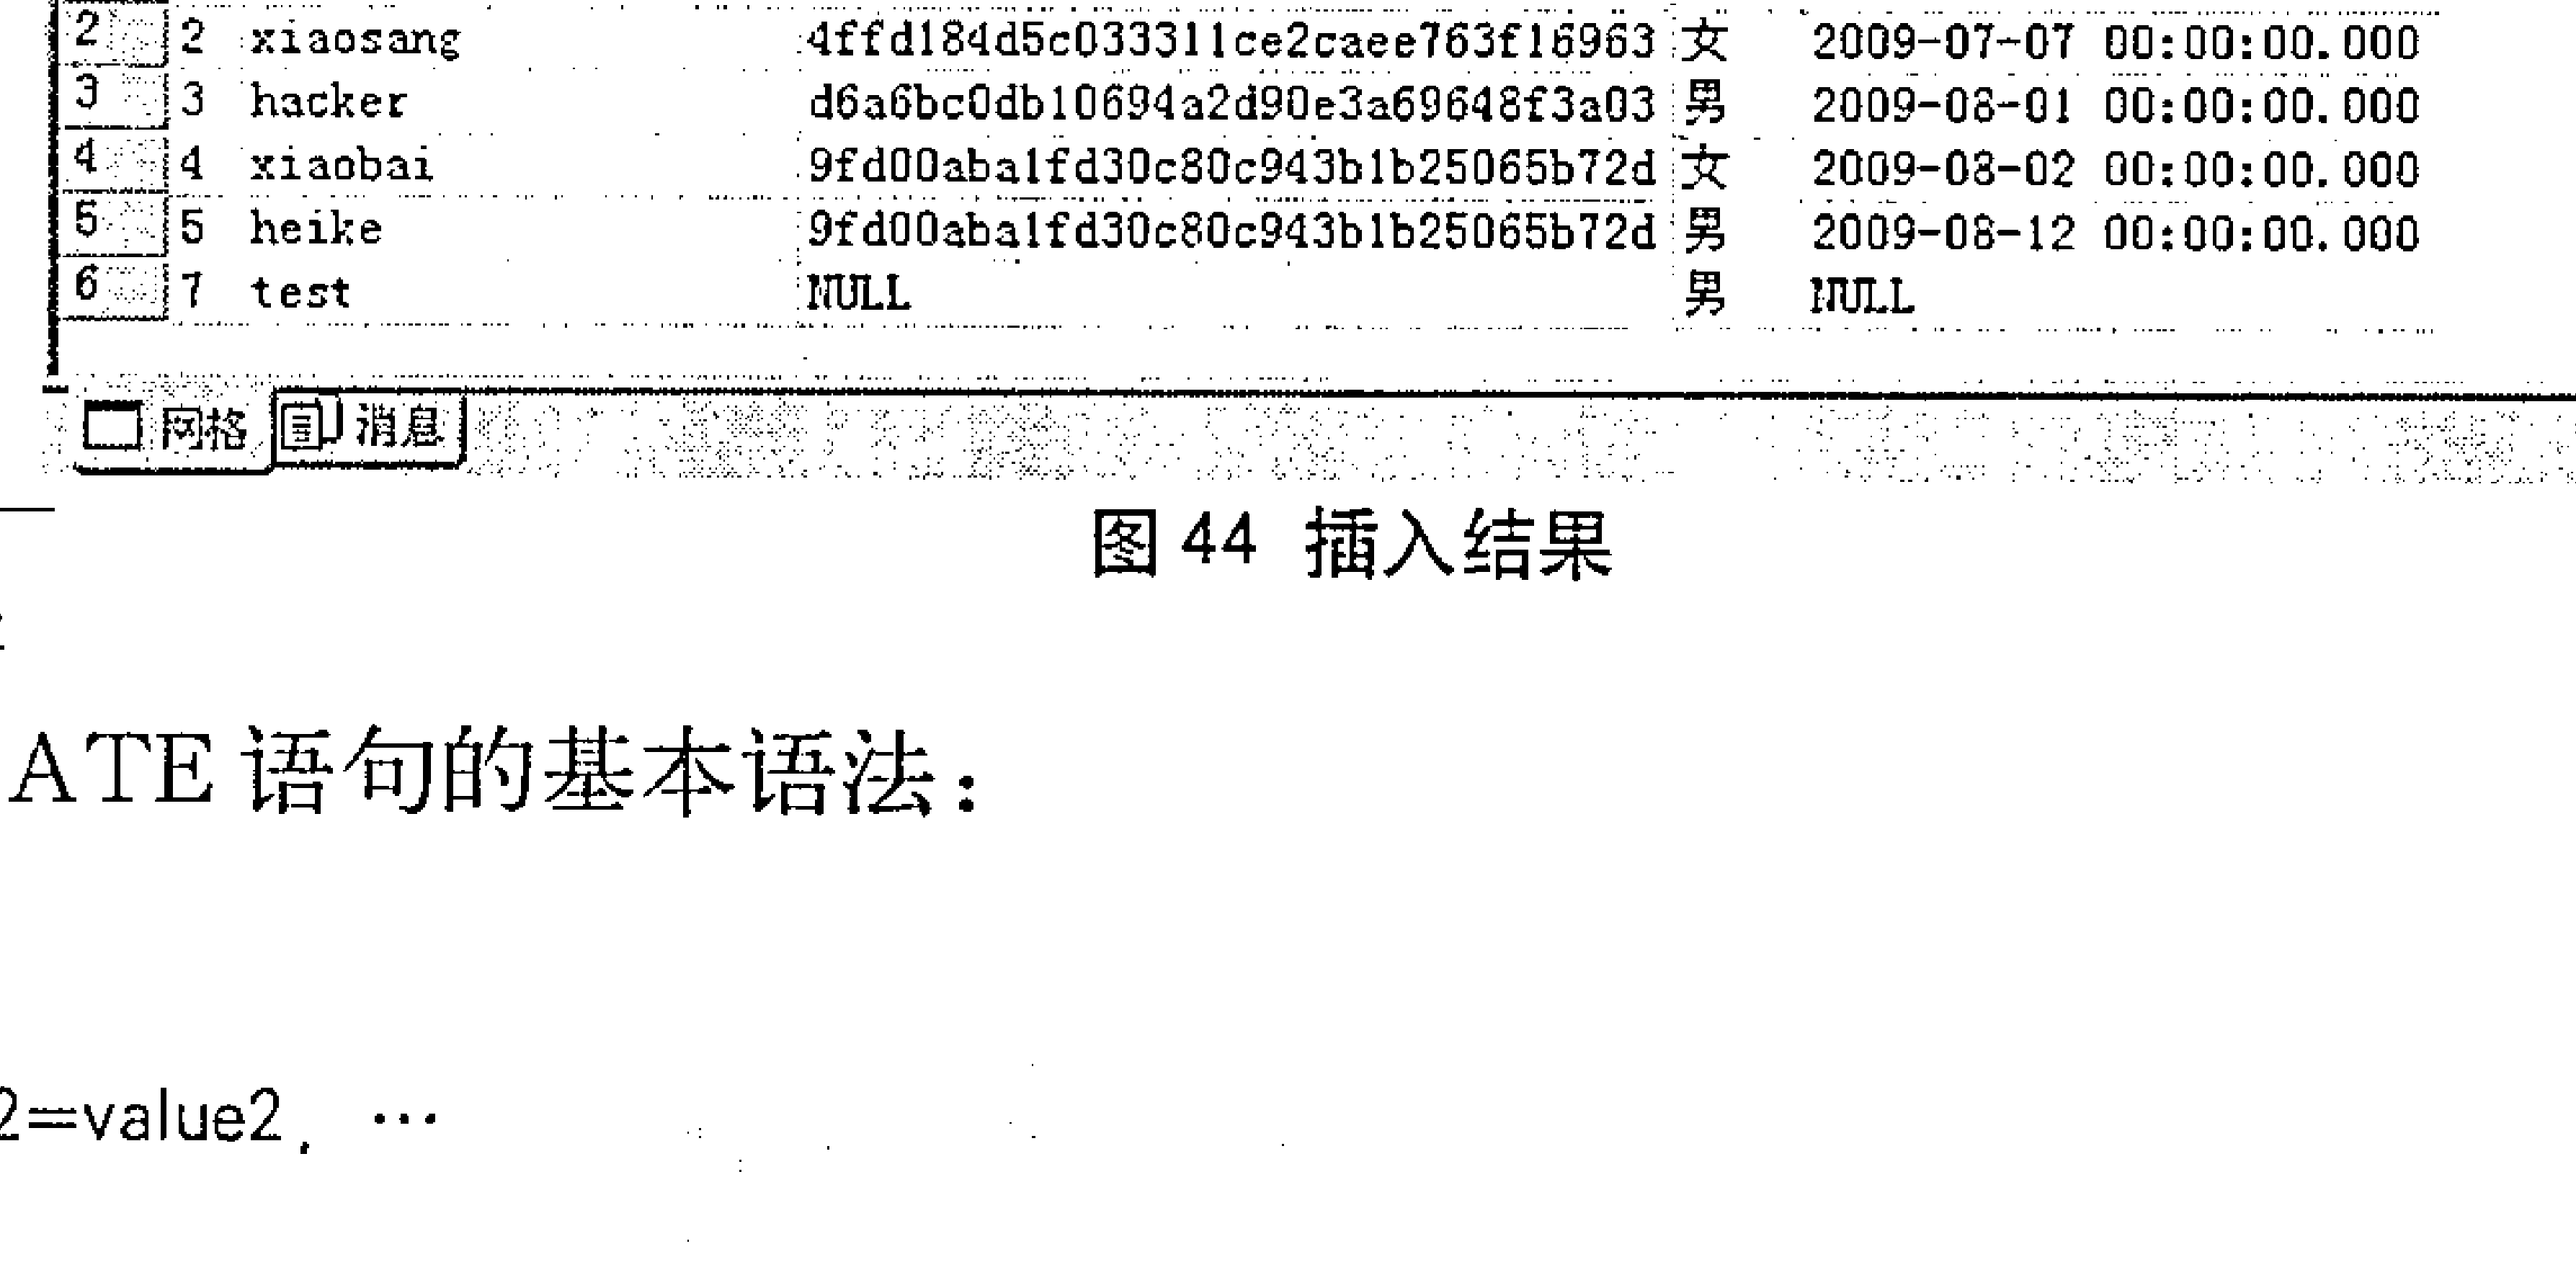 2 2 xiaosang 4ffd184d5c033311ce2caee763f16963 女 2009-07-07 00:00:00.000
3 3 hacker d6a6bc0db10694a2d90e3a69648f3a03 男 2009-08-01 00:00:00.000
4 4 xiaobai 9fd00aba1fd30c80c943b1b25065b72d 女 2009-08-02 00:00:00.000
5 5 heike 9fd00aba1fd30c80c943b1b25065b72d 男 2009-08-12 00:00:00.000
6 7 test NULL 男 NULL
网格 消息
图 44 插入结果
ATE 语句的基本语法：
2=value2, …